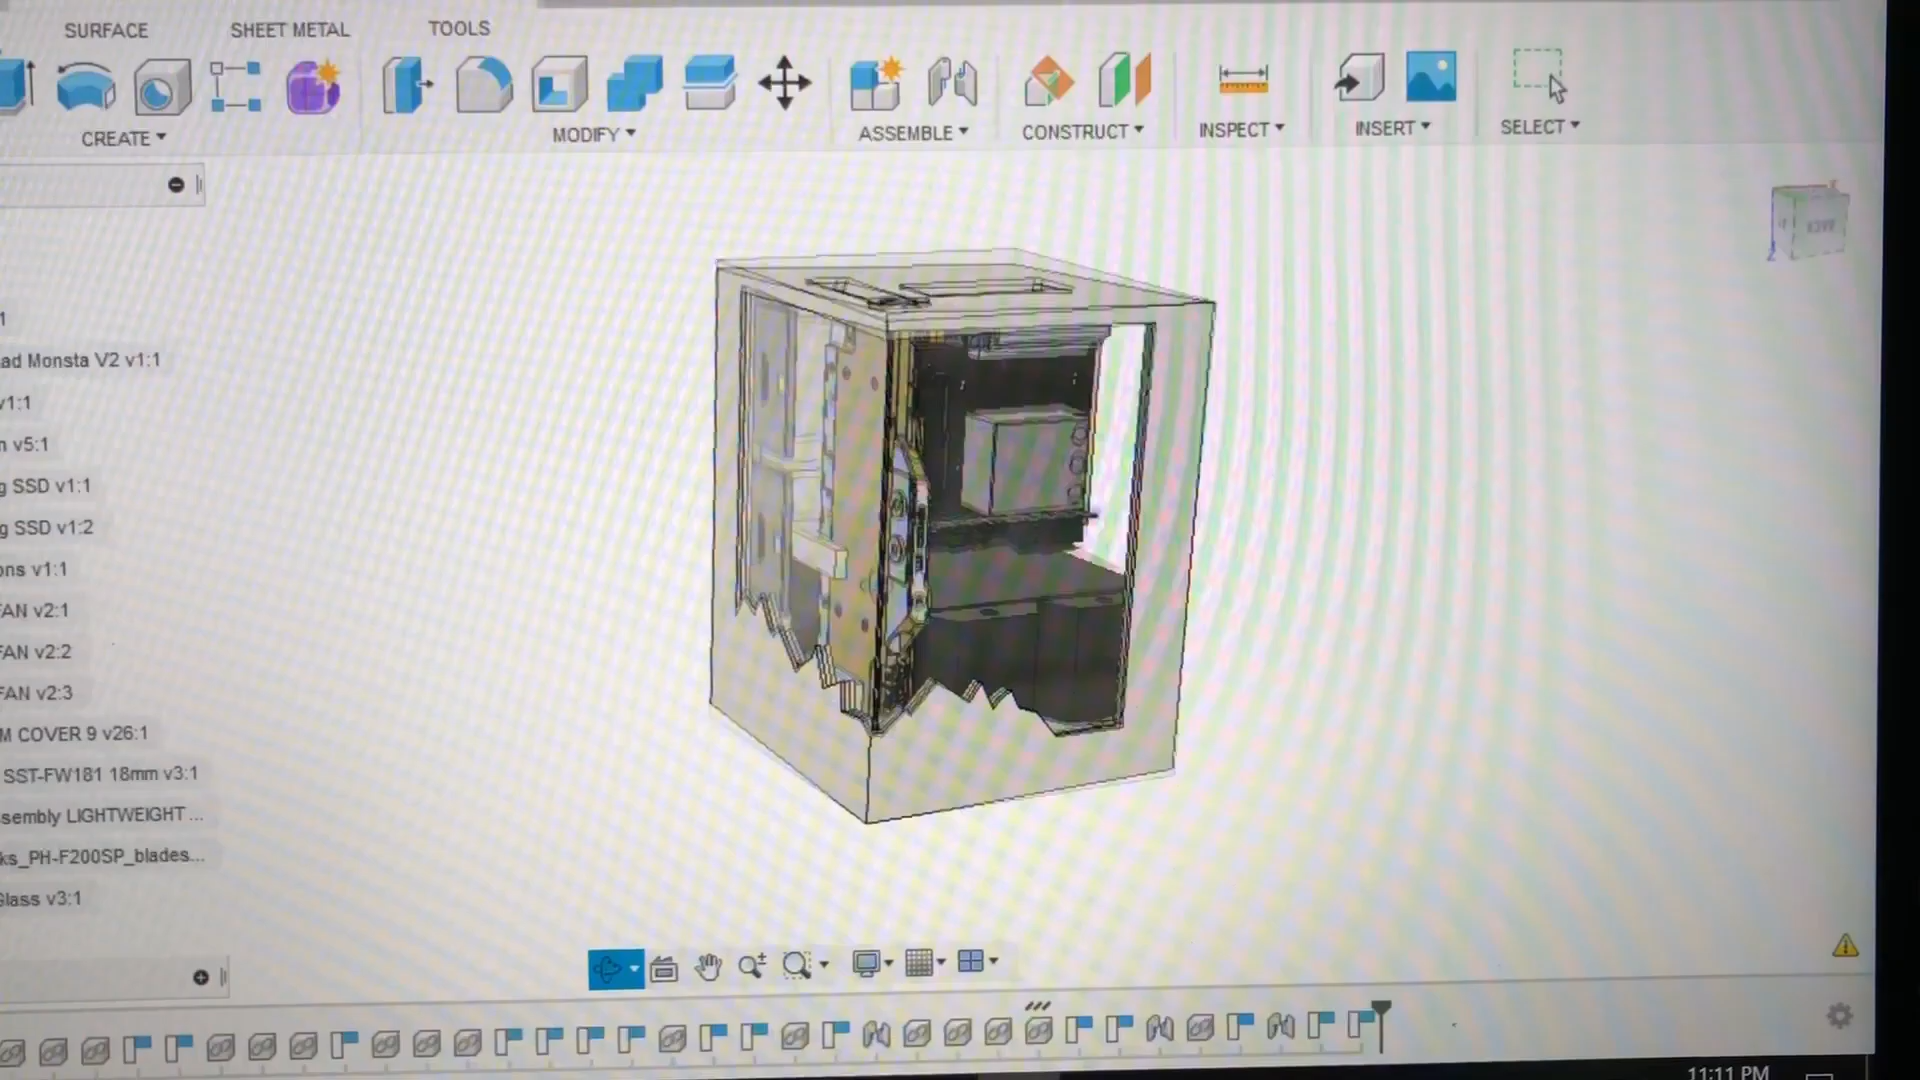 SURFACE
SHEET METAL
TOOLS
CREATE
MODIFY
ASSEMBLE
CONSTRUCT
INSPECT
INSERT
SELECT
BACK
Z
1
ad Monsta V2 v1:1
v1:1
n v5:1
g SSD v1:1
g SSD v1:2
ons v1:1
FAN v2:1
FAN v2:2
FAN v2:3
M COVER 9 v26:1
SST-FW181 18mm v3:1
sembly LIGHTWEIGHT ...
ks_PH-F200SP_blades...
Glass v3:1
11:11 PM